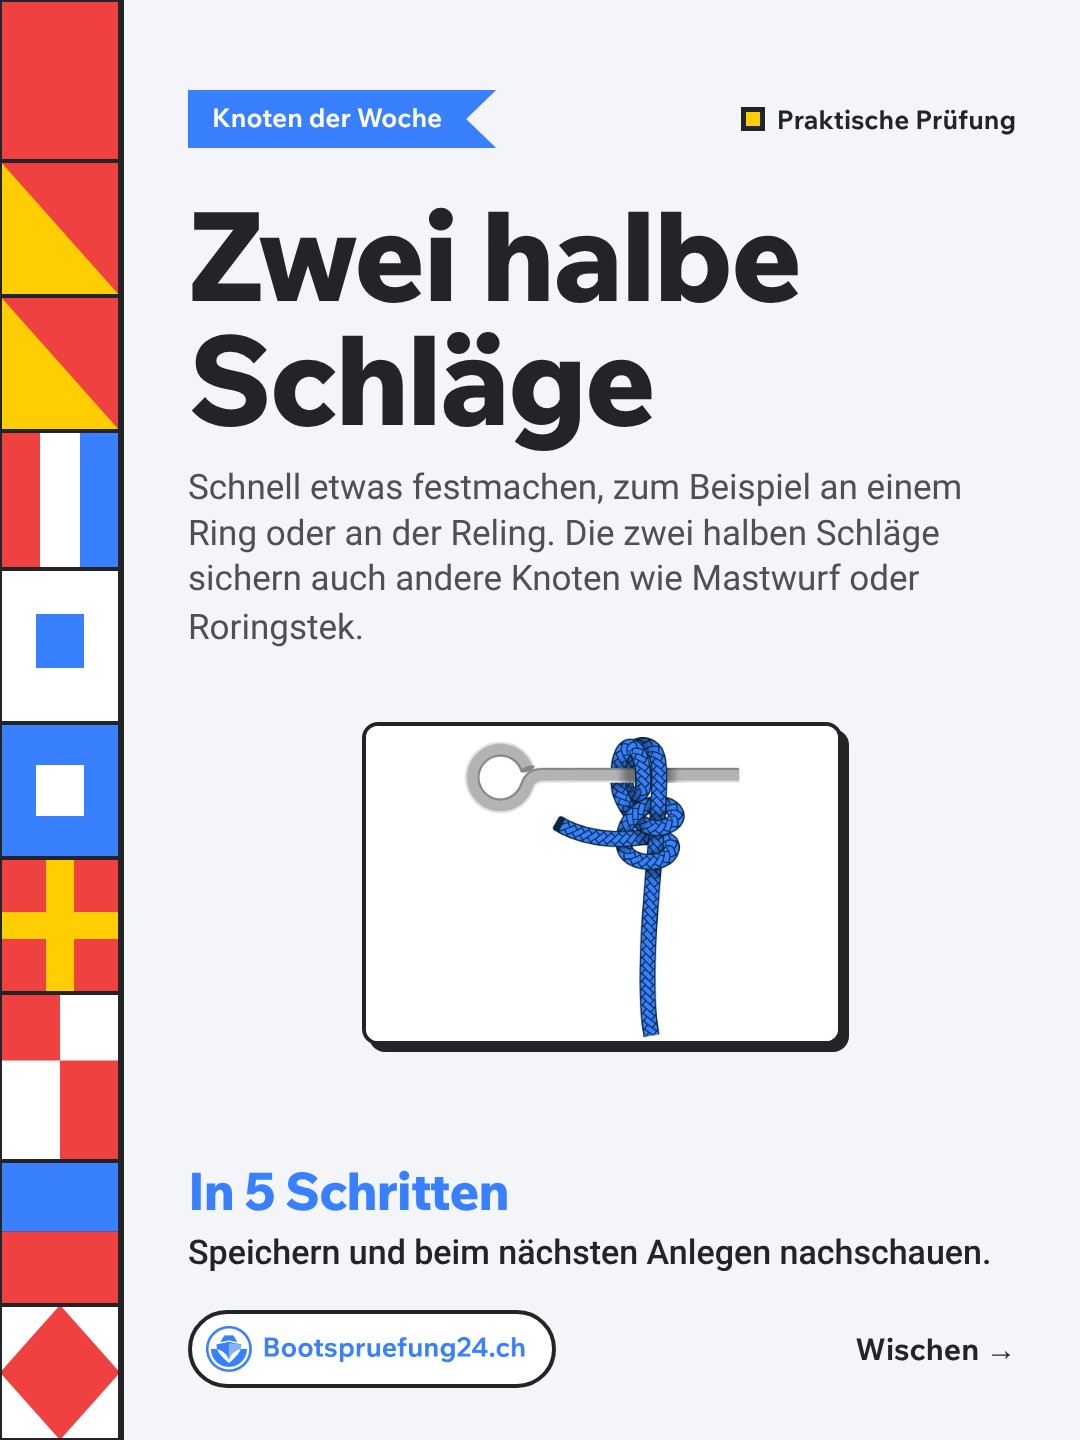 Knoten der Woche
Praktische Prüfung
Zwei halbe
Schläge
Schnell etwas festmachen, zum Beispiel an einem
Ring oder an der Reling. Die zwei halben Schläge
sichern auch andere Knoten wie Mastwurf oder
Roringstek.
In 5 Schritten
Speichern und beim nächsten Anlegen nachschauen.
Bootspruefung24.ch
Wischen →